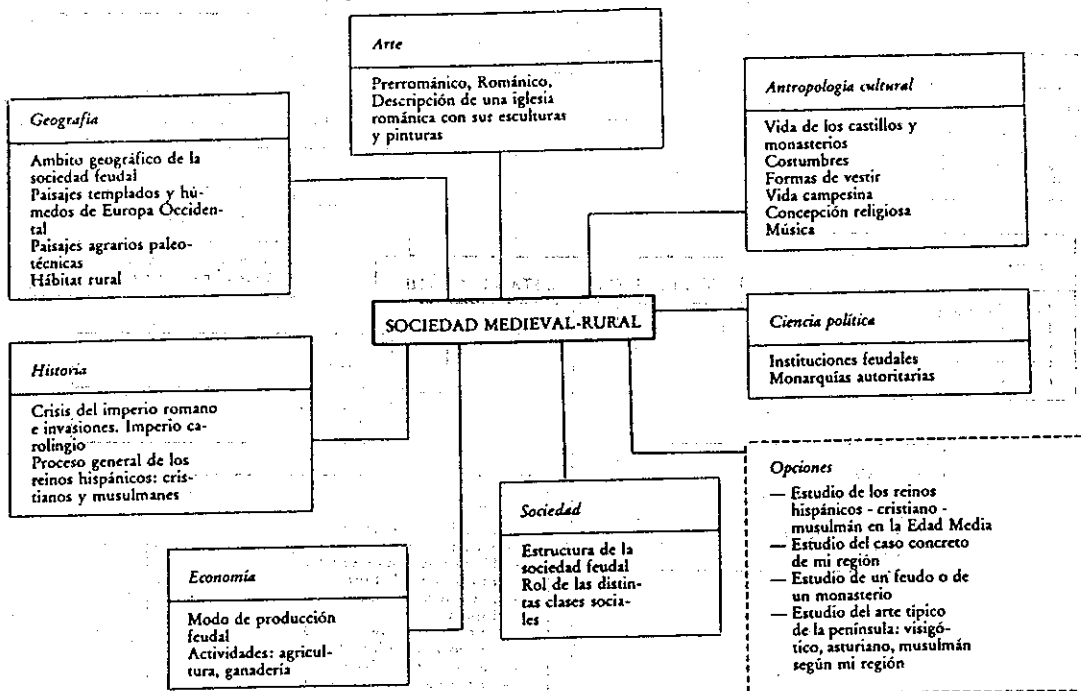 Arte
Prerrománico, Románico,
Descripción de una iglesia
románica con sus esculturas
y pinturas
Geografía
Ambito geográfico de la
sociedad feudal
Paisajes templados y hú-
medos de Europa Occiden-
tal
Paisajes agrarios paleo-
técnicas
Hábitat rural
Antropología cultural
Vida de los castillos y
monasterios
Costumbres
Formas de vestir
Vida campesina
Concepción religiosa
Música
SOCIEDAD MEDIEVAL-RURAL
Ciencia política
Instituciones feudales
Monarquías autoritarias
Historia
Crisis del imperio romano
e invasiones. Imperio ca-
rolingio
Proceso general de los
reinos hispánicos: cris-
tianos y musulmanes
Economía
Modo de producción
feudal
Actividades: agricul-
tura, ganadería
Sociedad
Estructura de la
sociedad feudal
Rol de las distin-
tas clases socia-
les
Opciones
— Estudio de los reinos
hispánicos - cristiano -
musulmán en la Edad Media
— Estudio del caso concreto
de mi región
— Estudio de un feudo o de
un monasterio
— Estudio del arte típico
de la península: visigó-
tico, asturiano, musulmán
según mi región